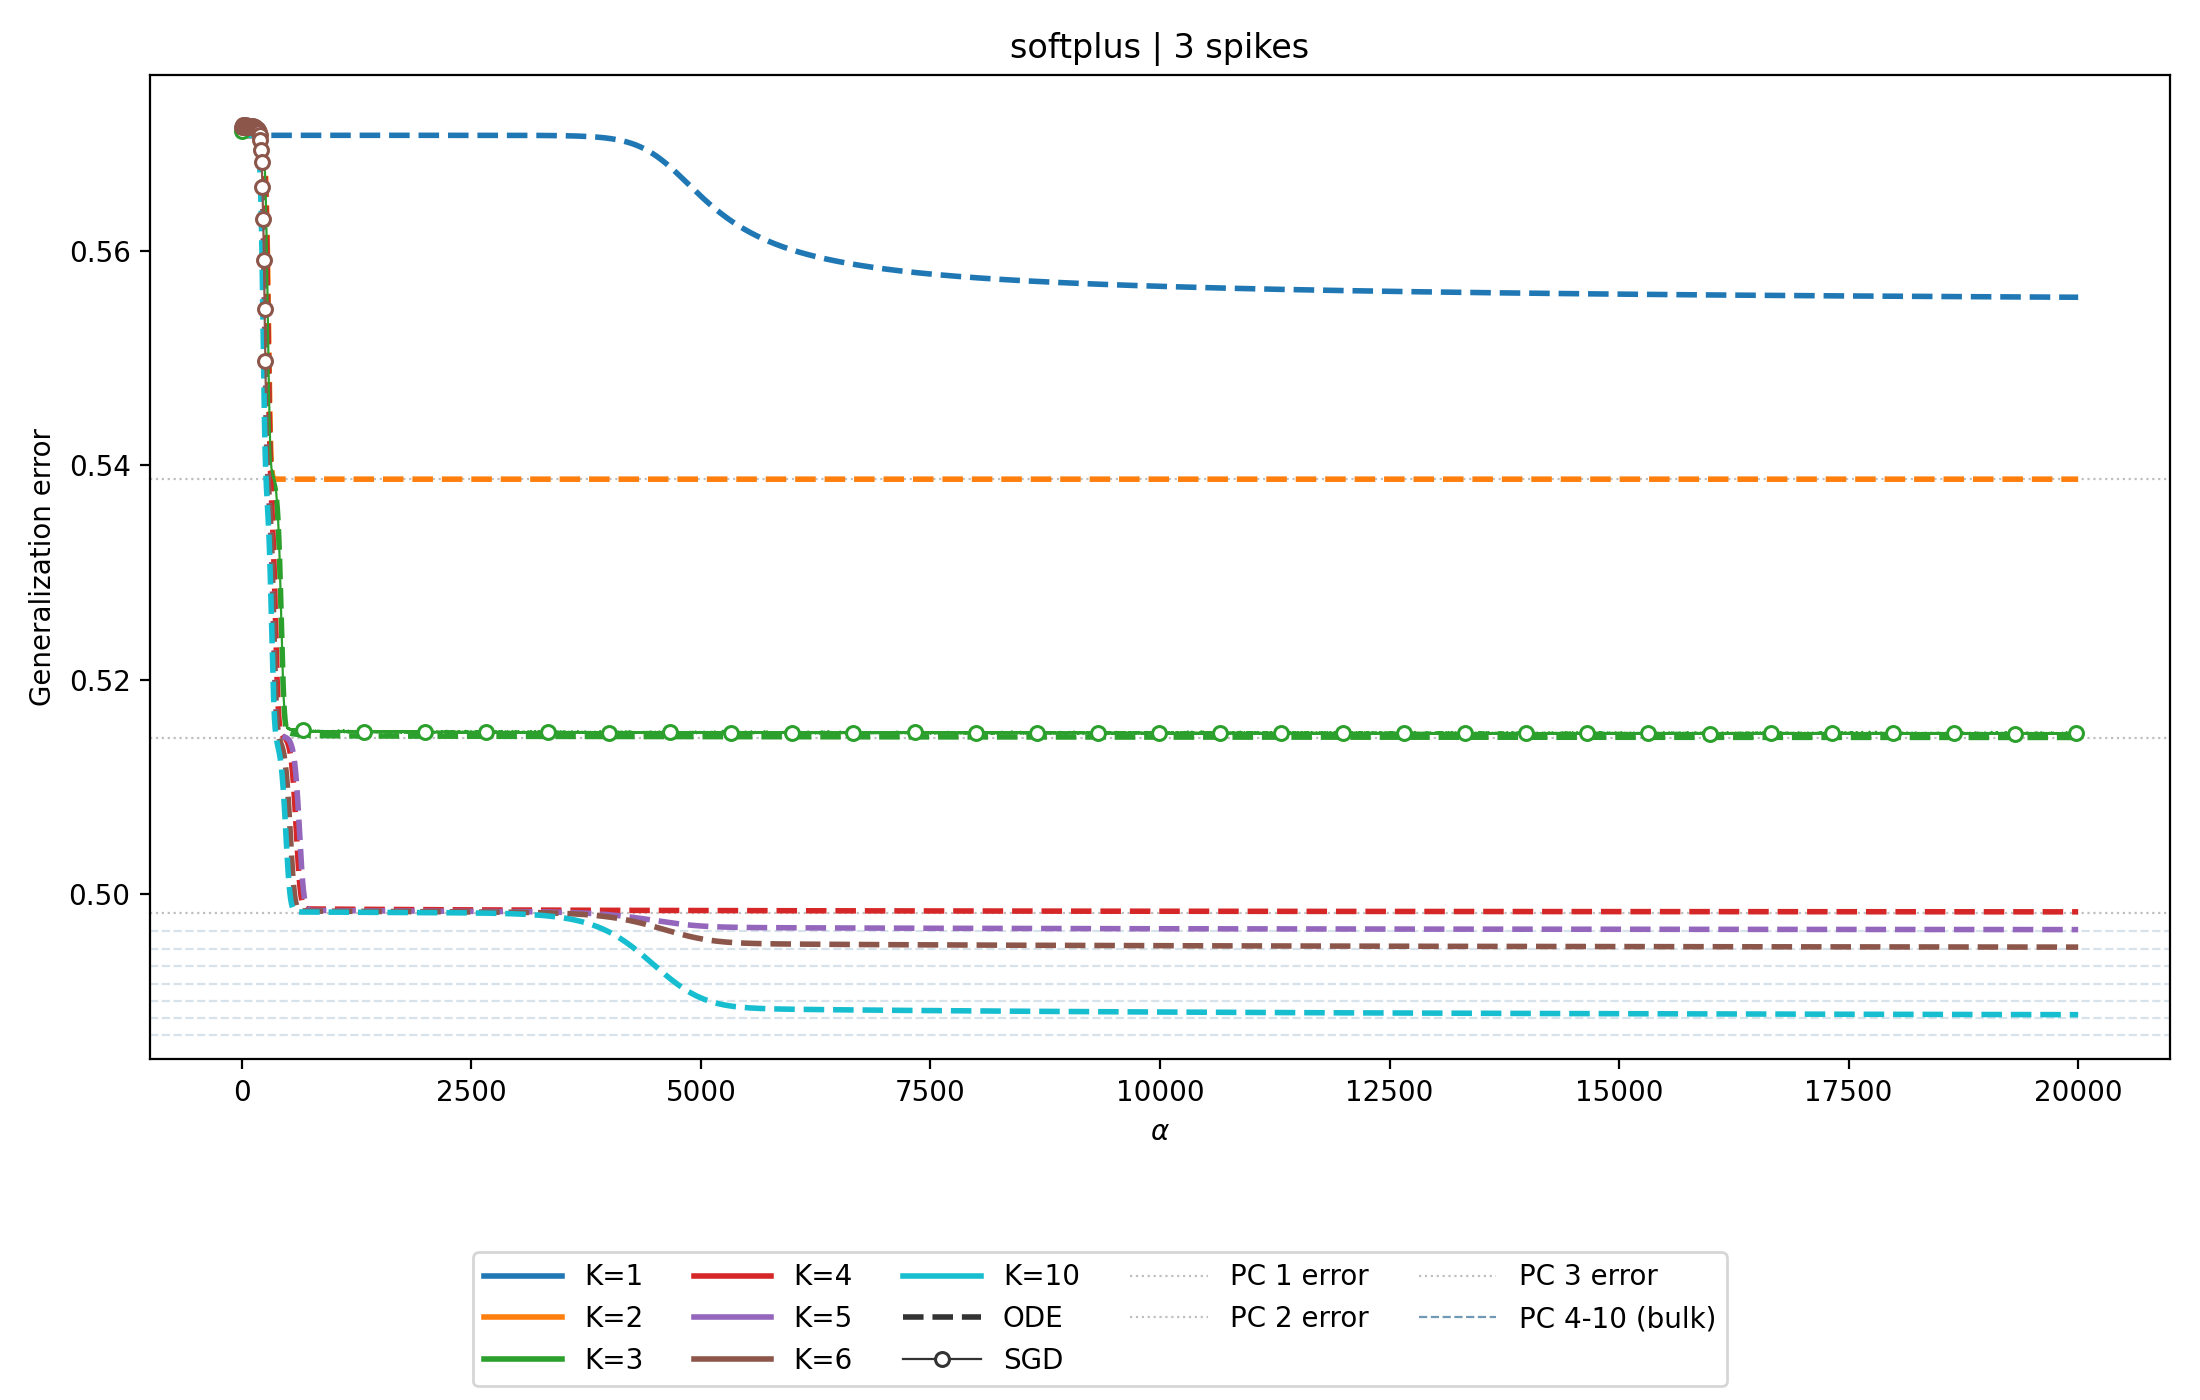 softplus | 3 spikes
Generalization error
0.56
0.54
0.52
0.50
0 2500 5000 7500 10000 12500 15000 17500 20000
α
K=1 K=4 K=10 PC 1 error PC 3 error
K=2 K=5 ODE PC 2 error PC 4-10 (bulk)
K=3 K=6 SGD